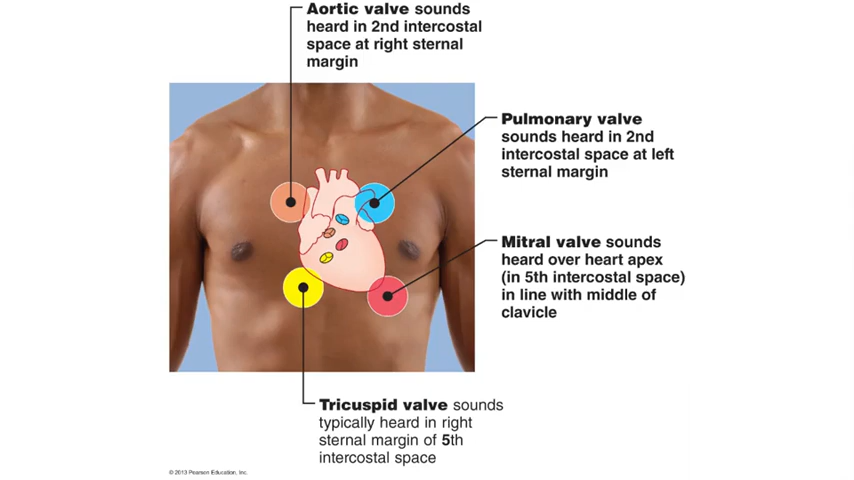 Aortic valve sounds
heard in 2nd intercostal
space at right sternal
margin
Pulmonary valve
sounds heard in 2nd
intercostal space at left
sternal margin
Mitral valve sounds
heard over heart apex
(in 5th intercostal space)
in line with middle of
clavicle
Tricuspid valve sounds
typically heard in right
sternal margin of 5th
intercostal space
© 2013 Pearson Education, Inc.